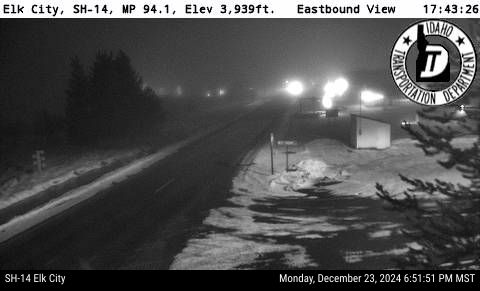 Elk City, SH-14, MP 94.1, Elev 3,939ft.   Eastbound View   17:43:26
IDAHO
TRANSPORTATION DEPARTMENT
SH-14 Elk City
Monday, December 23, 2024 6:51:51 PM MST